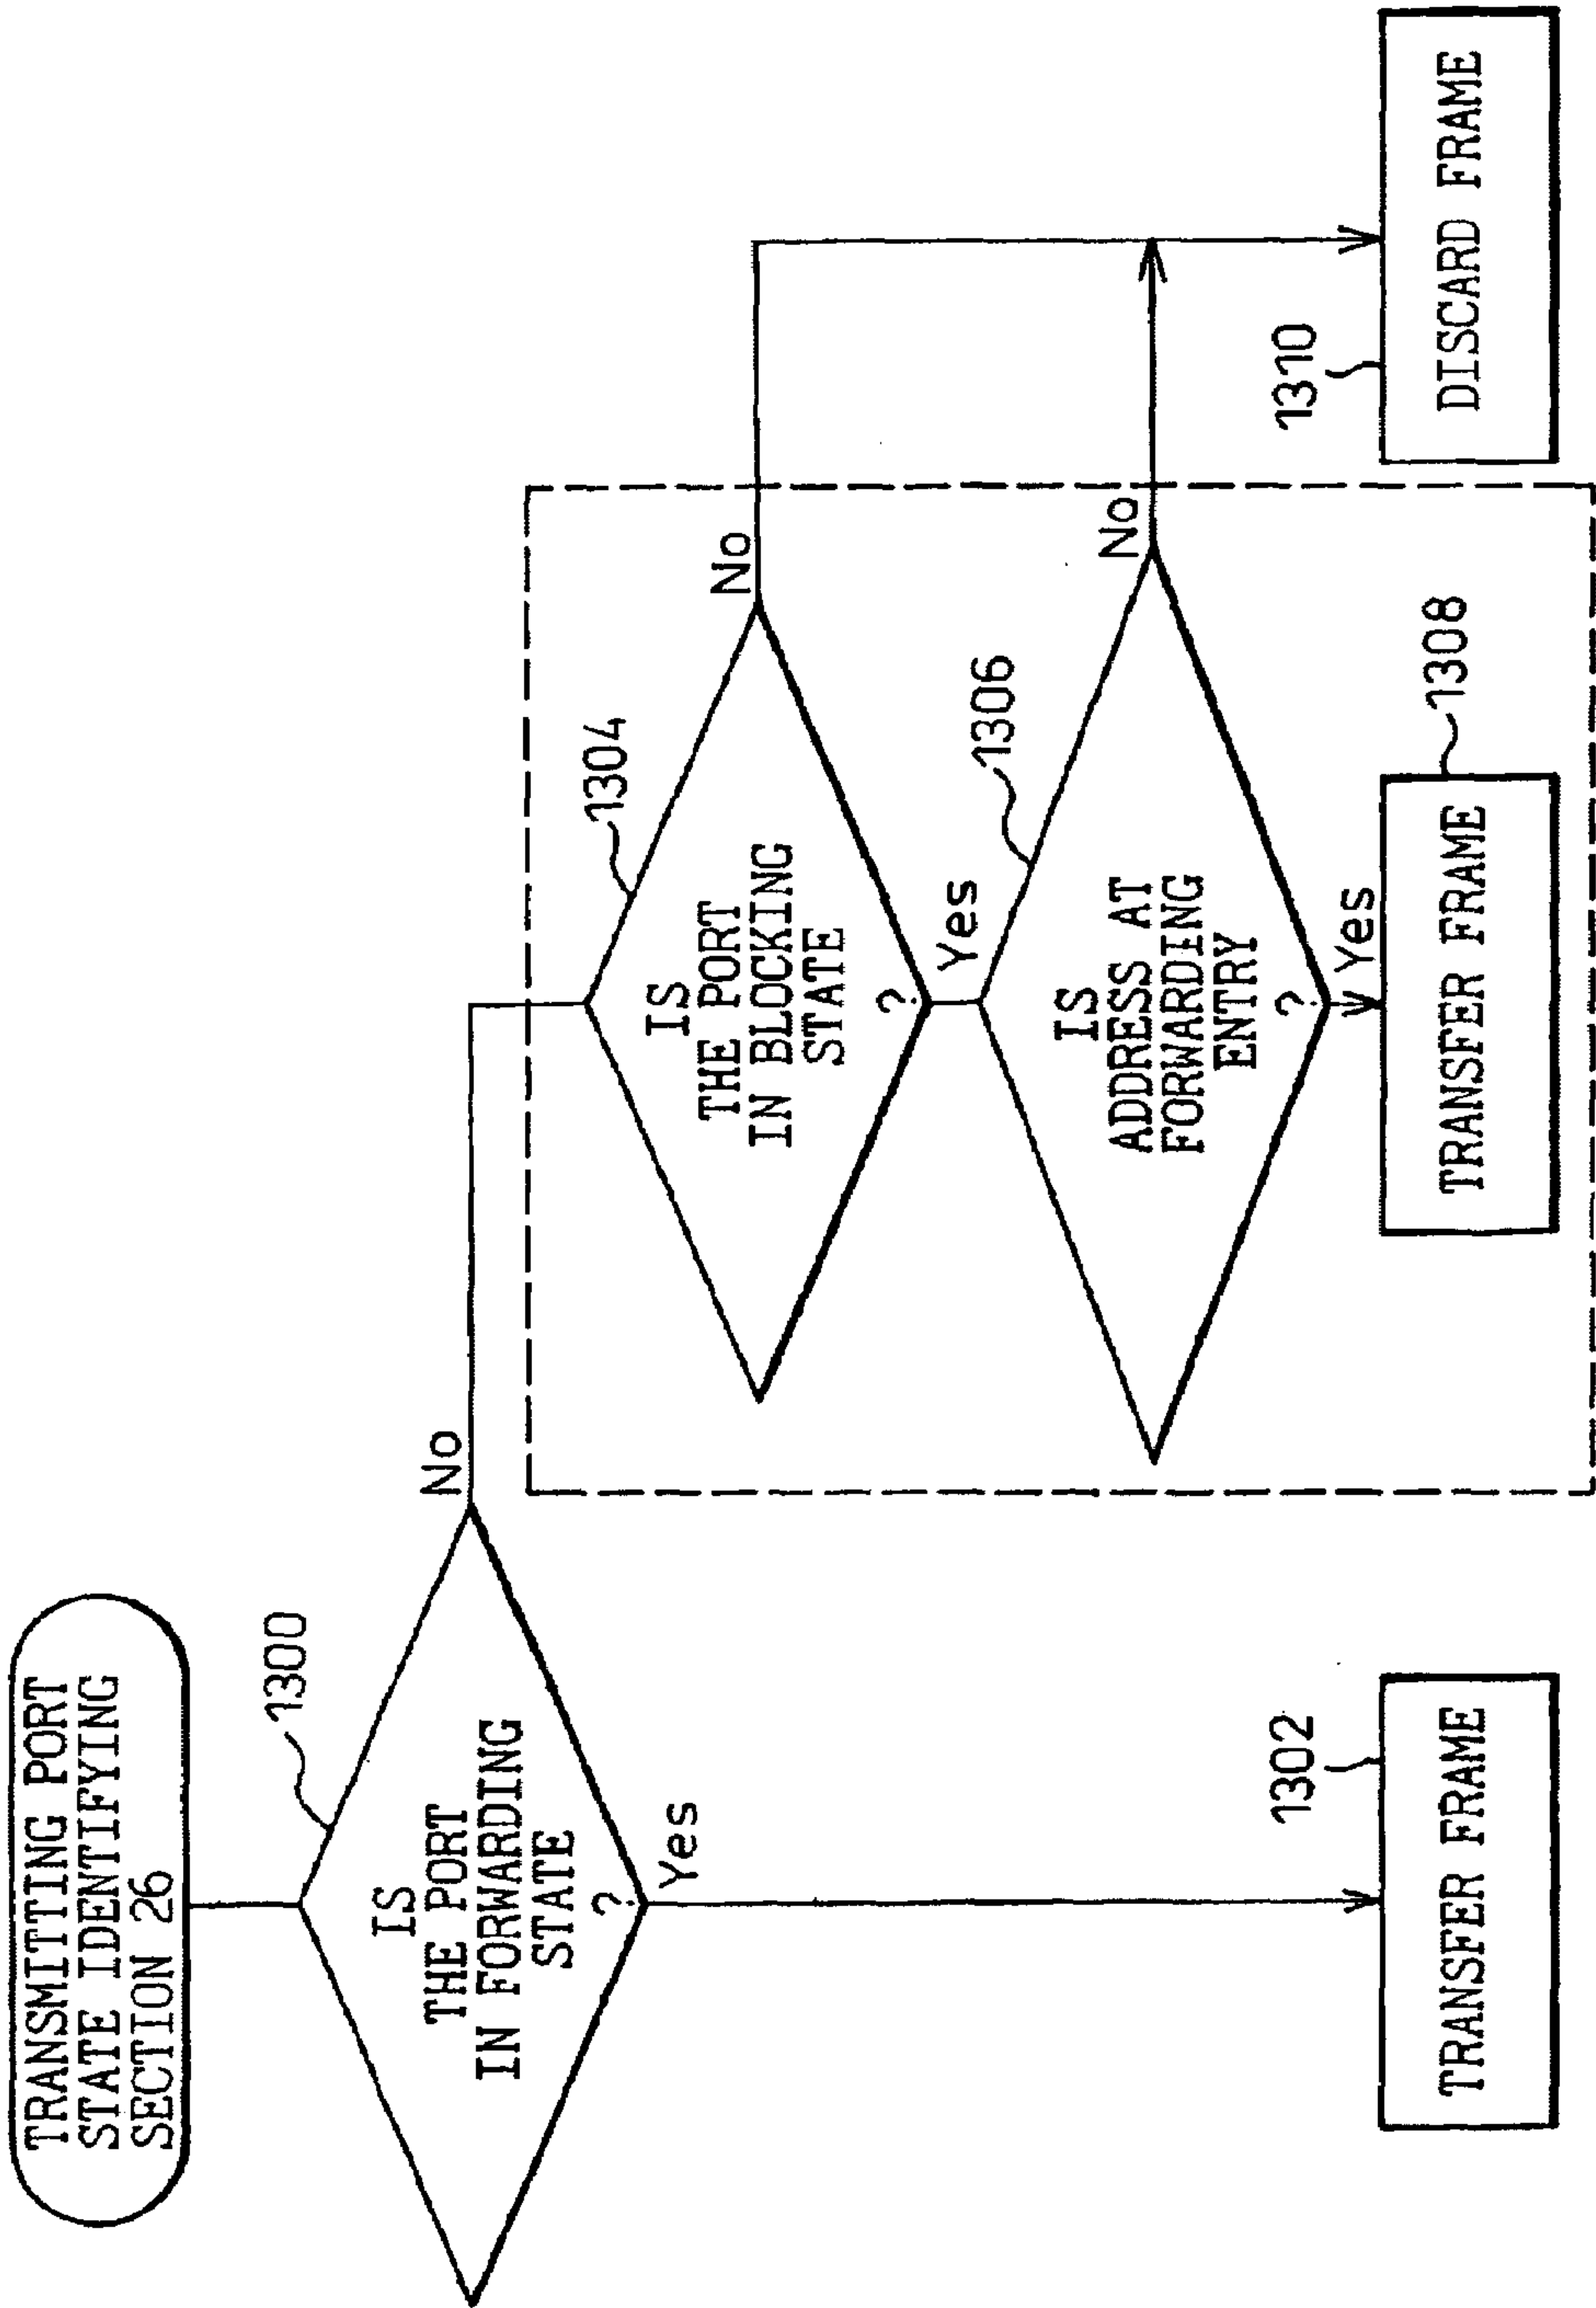 TRANSMITTING PORT
STATE IDENTIFYING
SECTION 26
1300
IS
THE PORT
IN FORWARDING
STATE
?
No
Yes
1302
TRANSFER FRAME
1304
IS
THE PORT
IN BLOCKING
STATE
?
No
Yes
1306
IS
ADDRESS AT
FORWARDING
ENTRY
?
No
Yes
1308
TRANSFER FRAME
1310
DISCARD FRAME